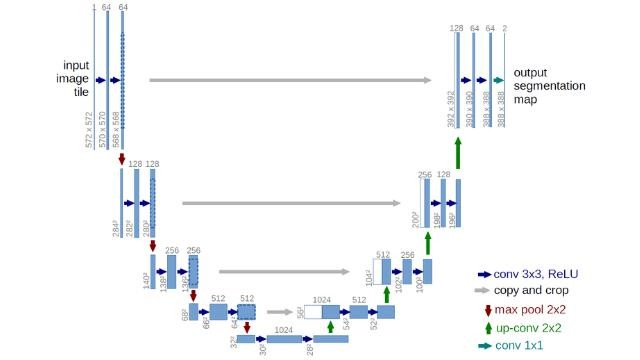 1 64 64
128 64 64 2
input
image
tile
output
segmentation
map
572 x 572
570 x 570
568 x 568
392 x 392
390 x 390
388 x 388
388 x 388
128 128
256 128
284²
282²
280²
200²
198²
196²
256 256
512 256
140²
138²
136²
104²
102²
100²
512 512
1024 512
68²
66²
64²
56²
54²
52²
1024
32²
30²
28²
conv 3x3, ReLU
copy and crop
max pool 2x2
up-conv 2x2
conv 1x1